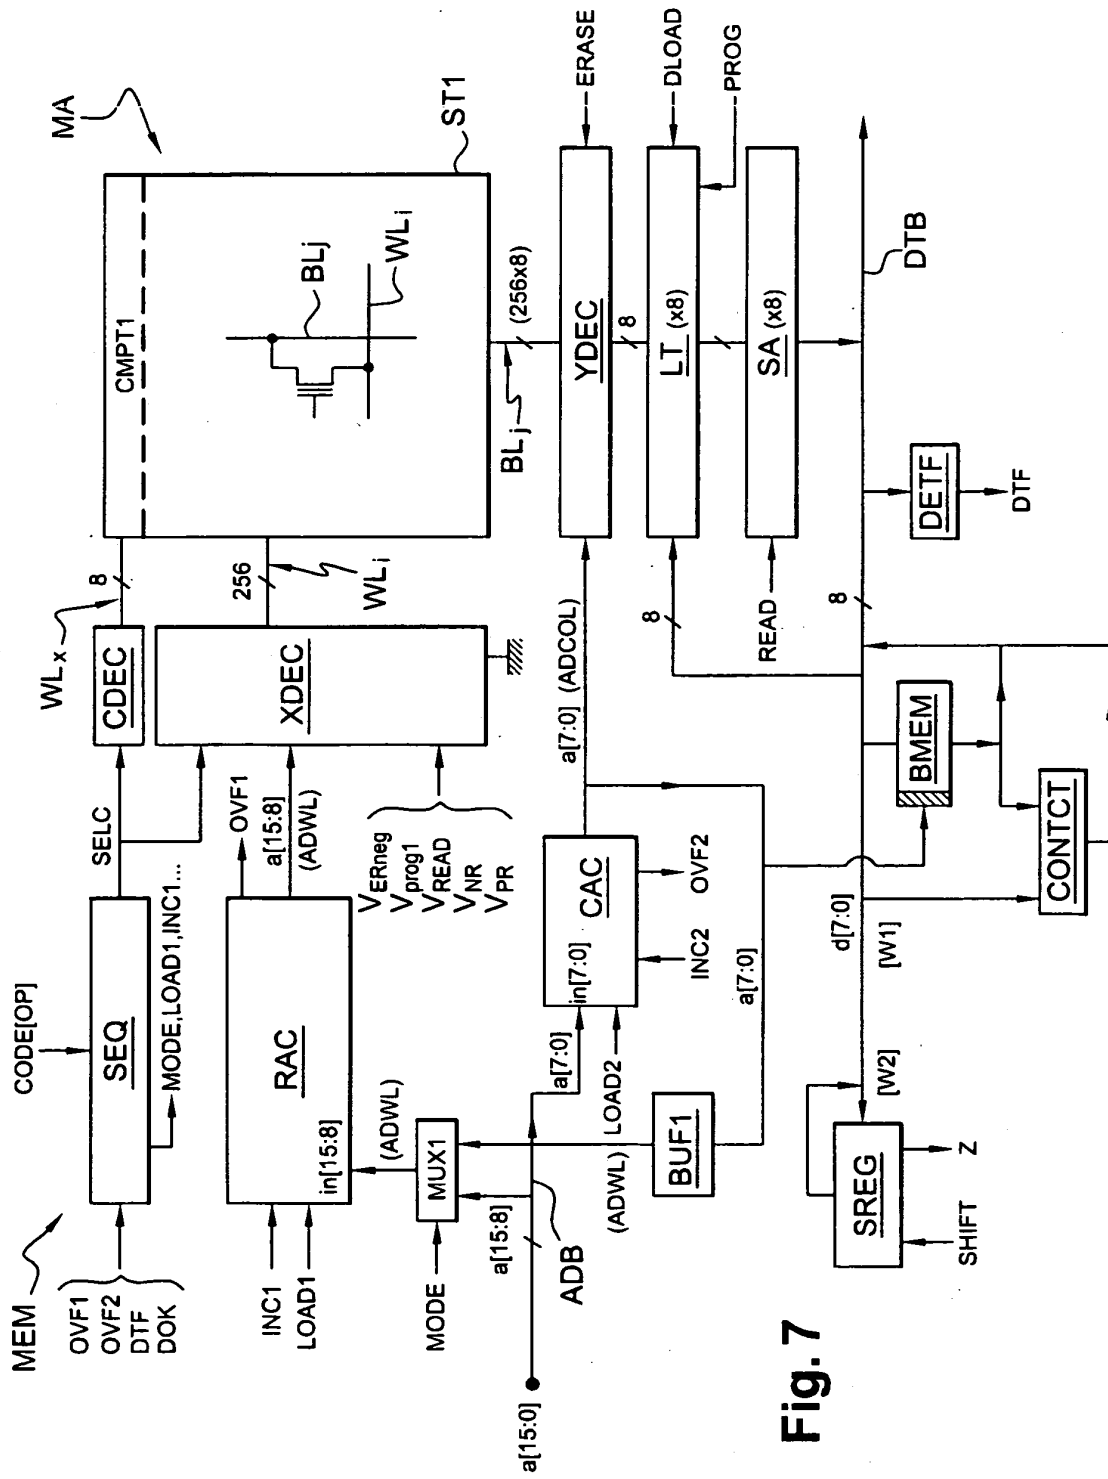 MEM
OVF1
OVF2
DTF
DOK
CODE[OP]
SEQ
MODE,LOAD1,INC1...
SELC
CDEC
WLx
8
CMPT1
MA
ST1
XDEC
256
WLi
BLj
WLi
INC1
LOAD1
RAC
in[15:8]
OVF1
a[15:8]
(ADWL)
VERneg
Vprog1
VREAD
VNR
VPR
(ADWL)
MODE
MUX1
a[15:8]
a[15:0]
ADB
a[7:0]
in[7:0]
CAC
LOAD2
INC2
OVF2
(ADWL)
BUF1
a[7:0]
a[7:0] (ADCOL)
BLj
(256x8)
YDEC
ERASE
8
LT (x8)
DLOAD
PROG
8
READ
SA (x8)
8
DTB
DETF
DTF
BMEM
CONTCT
d[7:0]
[W1]
[W2]
SREG
SHIFT
Z
Fig. 7